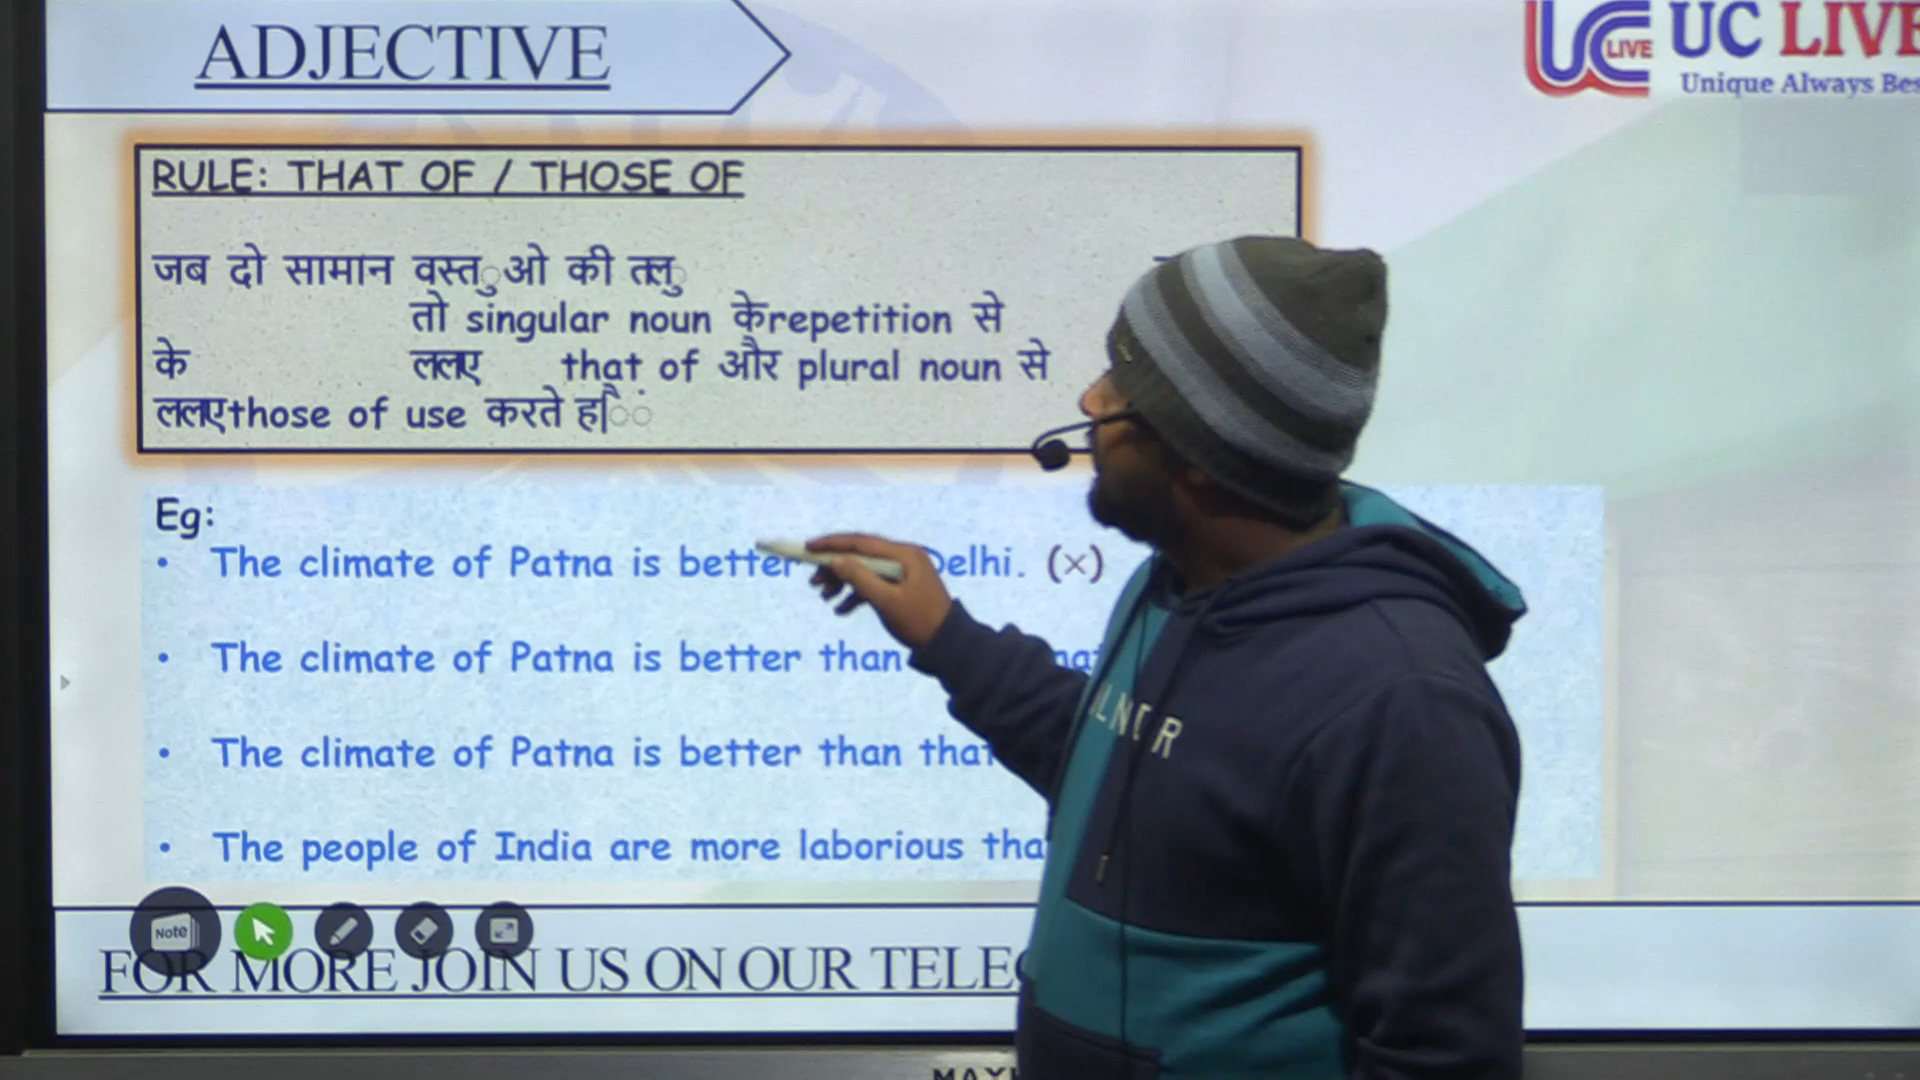 ADJECTIVE
LIVE
UC LIVE
Unique Always Bes
RULE: THAT OF / THOSE OF
जब दो सामान वस्तुओ की
तो singular noun के repetition से
के ललए that of और plural noun से
ललए those of use करते हैं
Eg:
• The climate of Patna is better Delhi. (×)
• The climate of Patna is better than
• The climate of Patna is better than that
• The people of India are more laborious tha
Note
FOR MORE JOIN US ON OUR TELE